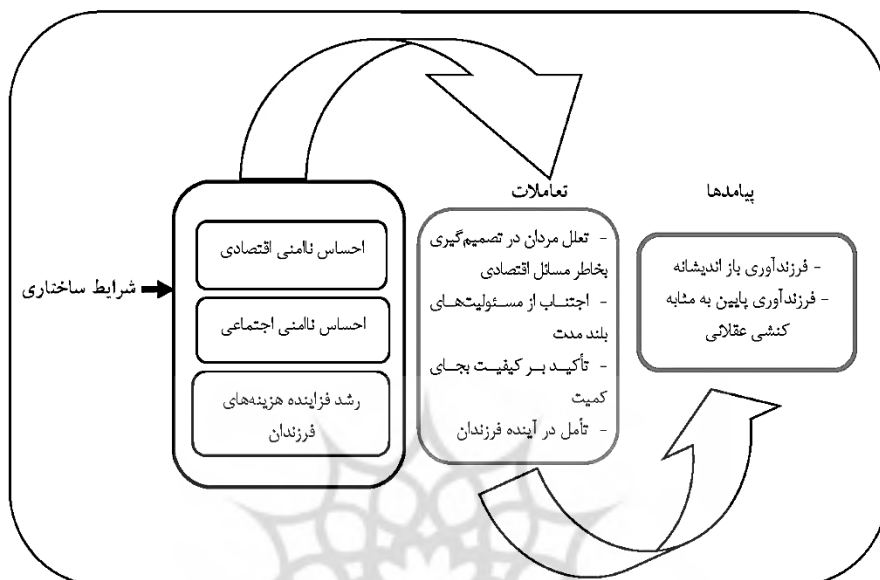 شرایط ساختاری
احساس ناامنی اقتصادی
احساس ناامنی اجتماعی
رشد فزاینده هزینه‌های
فرزندان
تعاملات
- تعلل مردان در تصمیم‌گیری
بخاطر مسائل اقتصادی
- اجتناب از مسئولیت‌های
بلند مدت
- تأکید بر کیفیت بجای
کمیت
- تأمل در آینده فرزندان
پیامدها
- فرزندآوری باز اندیشانه
- فرزندآوری پایین به مثابه
کنشی عقلانی